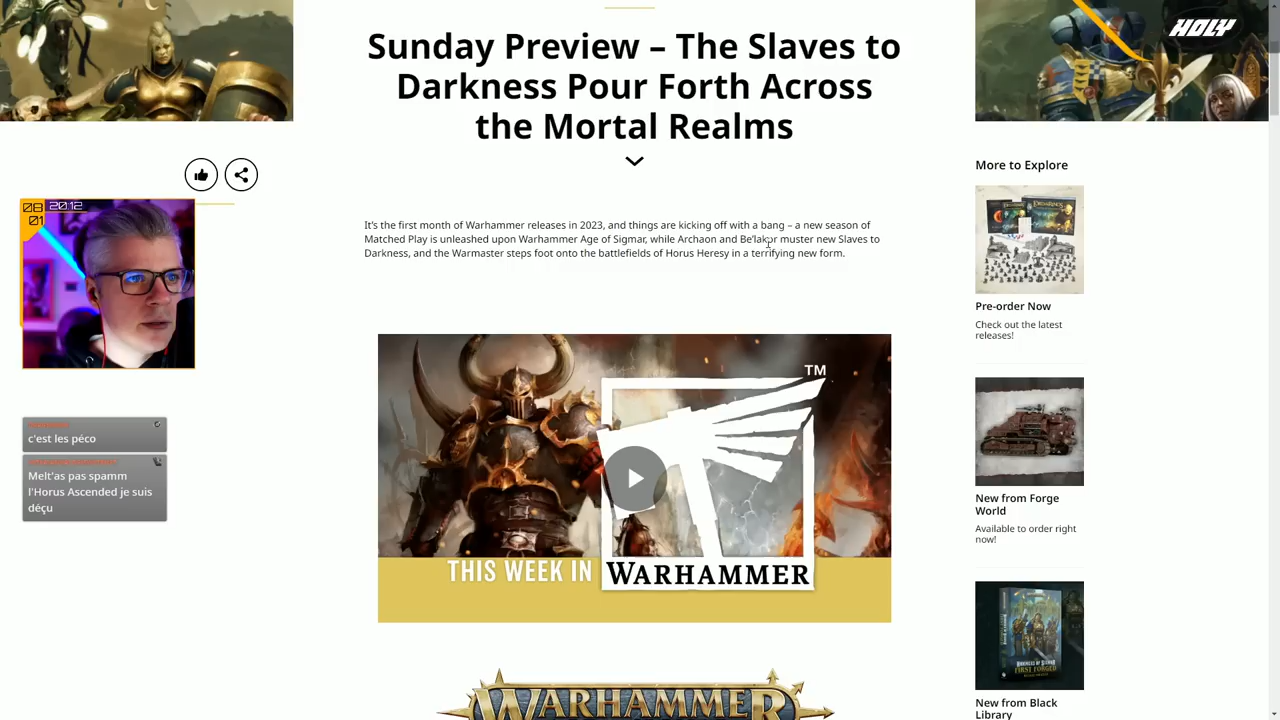 HOLY
Sunday Preview – The Slaves to
Darkness Pour Forth Across
the Mortal Realms
08
01
20:12
It's the first month of Warhammer releases in 2023, and things are kicking off with a bang – a new season of
Matched Play is unleashed upon Warhammer Age of Sigmar, while Archaon and Be'lakor muster new Slaves to
Darkness, and the Warmaster steps foot onto the battlefields of Horus Heresy in a terrifying new form.
c'est les péco
Melt'as pas spamm
l'Horus Ascended je suis
déçu
TM
THIS WEEK IN
WARHAMMER
WARHAMMER
More to Explore
Pre-order Now
Check out the latest
releases!
New from Forge
World
Available to order right
now!
FIRST FORGED
New from Black
Library